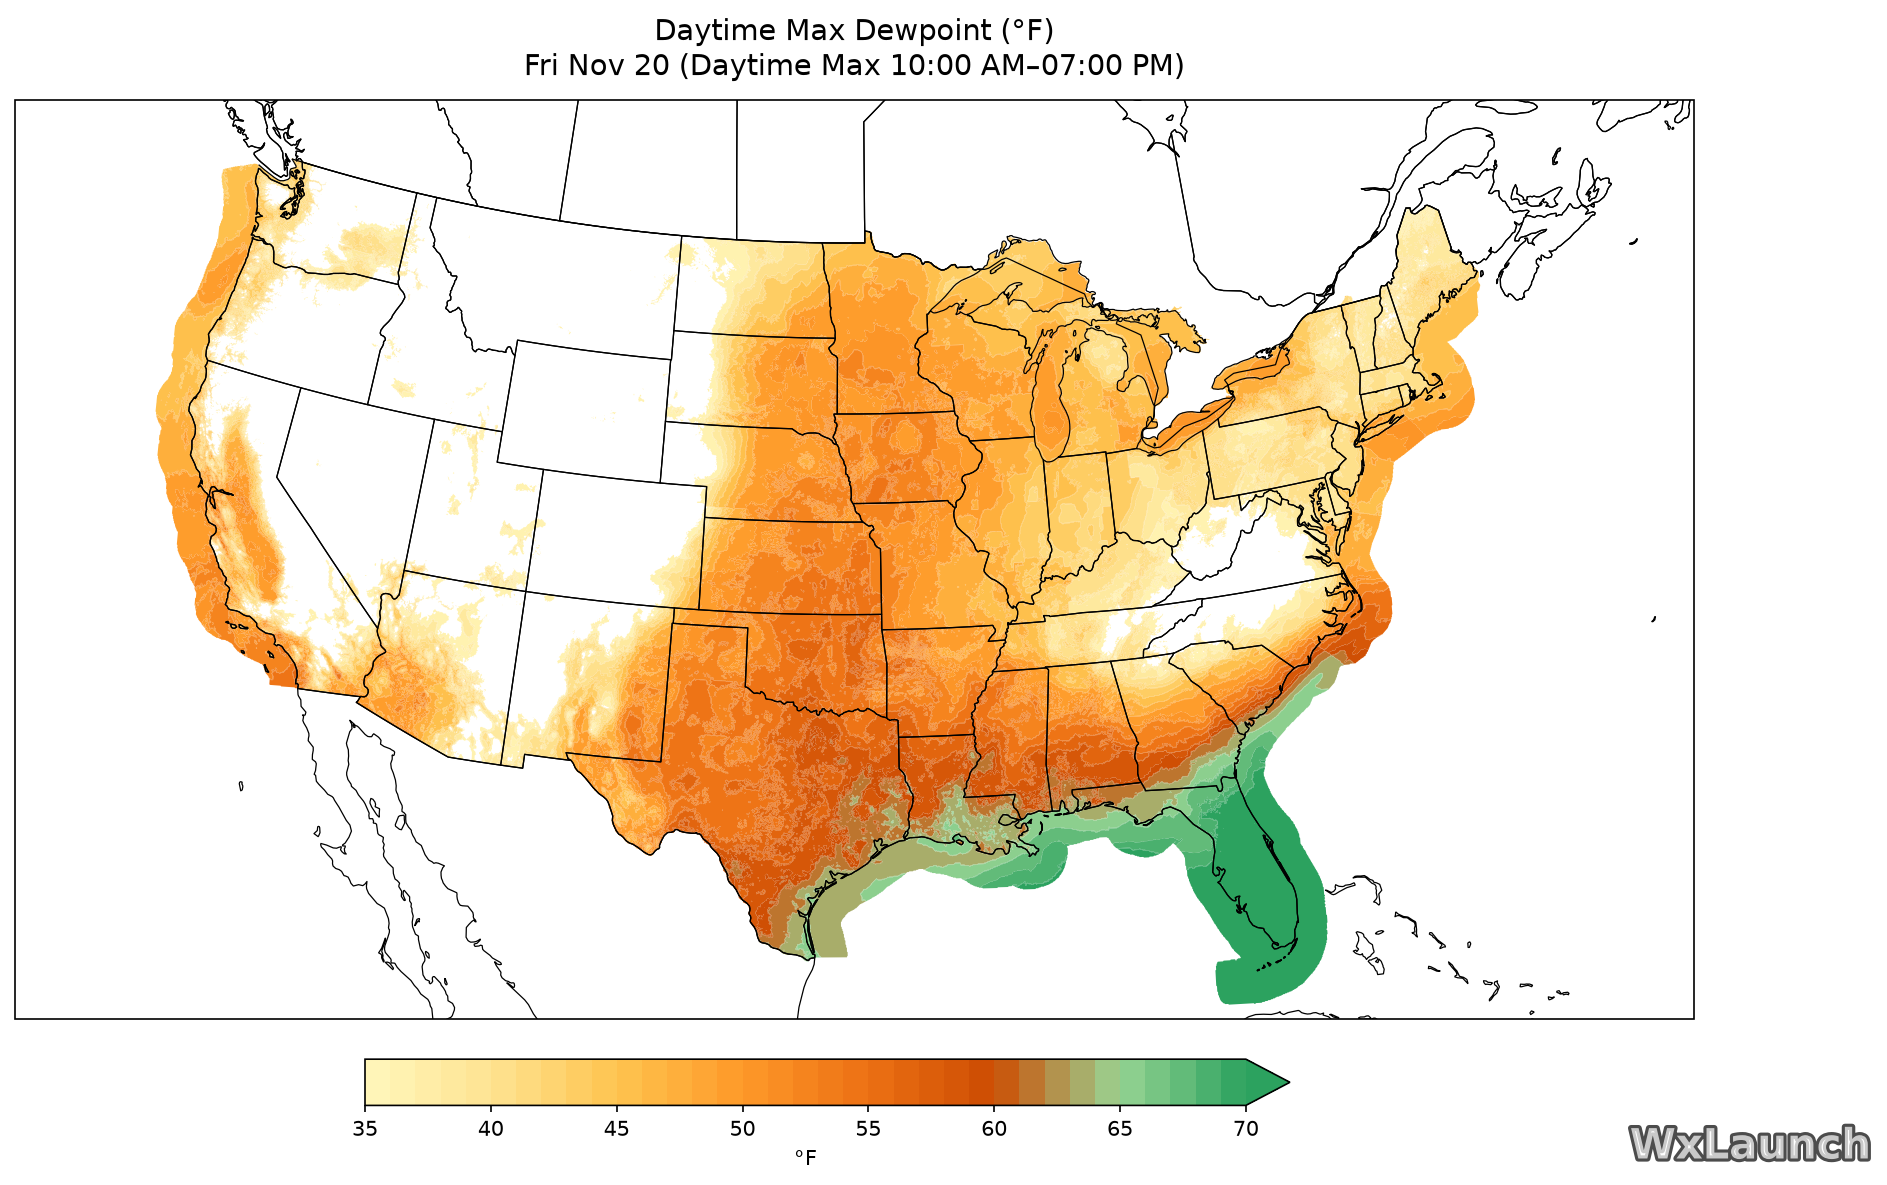 Daytime Max Dewpoint (°F)
Fri Nov 20 (Daytime Max 10:00 AM–07:00 PM)
35 40 45 50 55 60 65 70
°F
WxLaunch